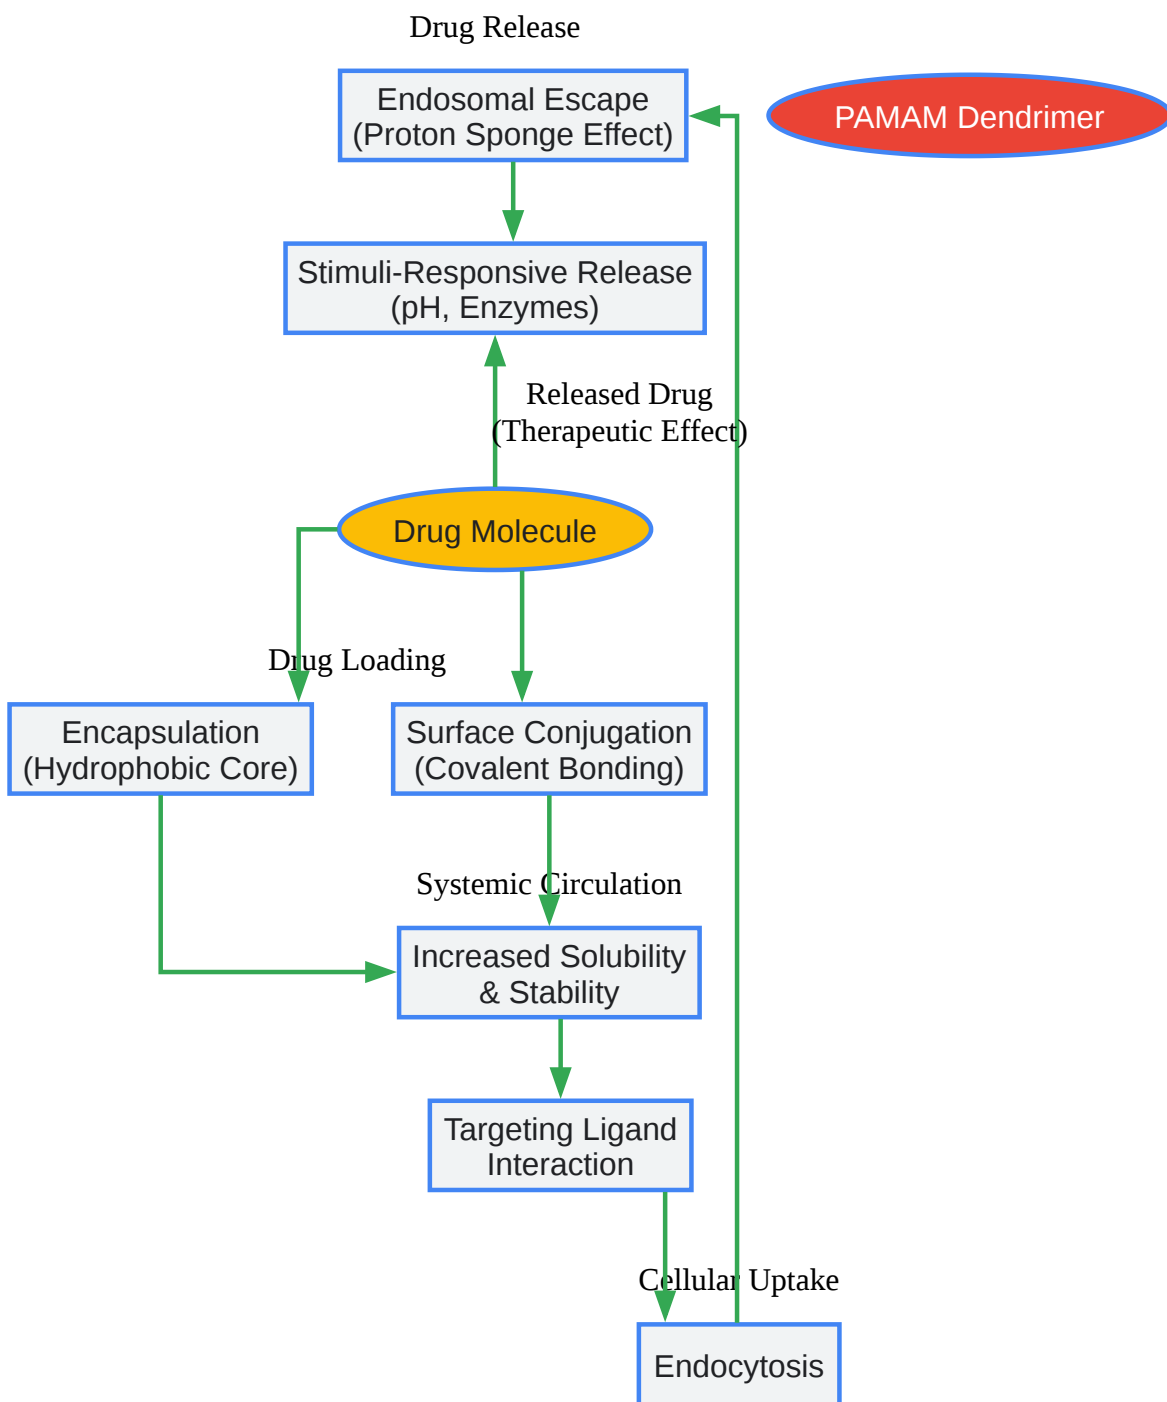 Drug Release
Endosomal Escape
(Proton Sponge Effect)
PAMAM Dendrimer
Stimuli-Responsive Release
(pH, Enzymes)
Released Drug
(Therapeutic Effect)
Drug Molecule
Drug Loading
Encapsulation
(Hydrophobic Core)
Surface Conjugation
(Covalent Bonding)
Systemic Circulation
Increased Solubility
& Stability
Targeting Ligand
Interaction
Cellular Uptake
Endocytosis